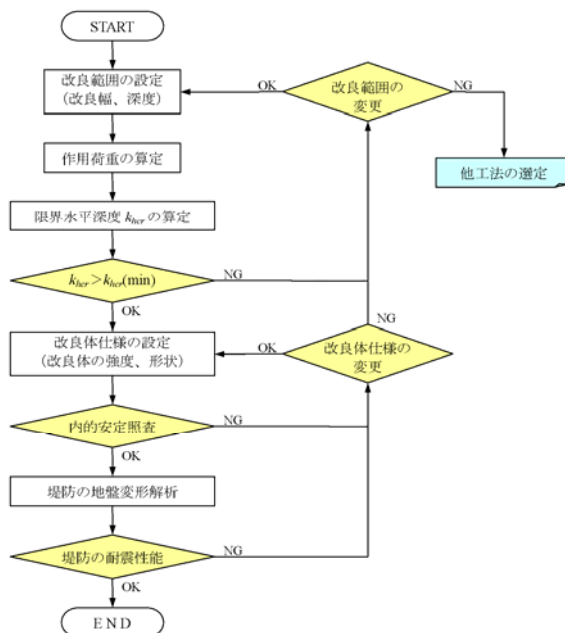 START
改良範囲の設定
（改良幅、深度）
OK
改良範囲の
変更
NG
作用荷重の算定
他工法の選定
限界水平深度 khcr の算定
khcr＞khcr(min)
NG
OK
NG
改良体仕様の設定
（改良体の強度、形状）
OK
改良体仕様の
変更
内的安定照査
NG
OK
堤防の地盤変形解析
堤防の耐震性能
NG
OK
E N D